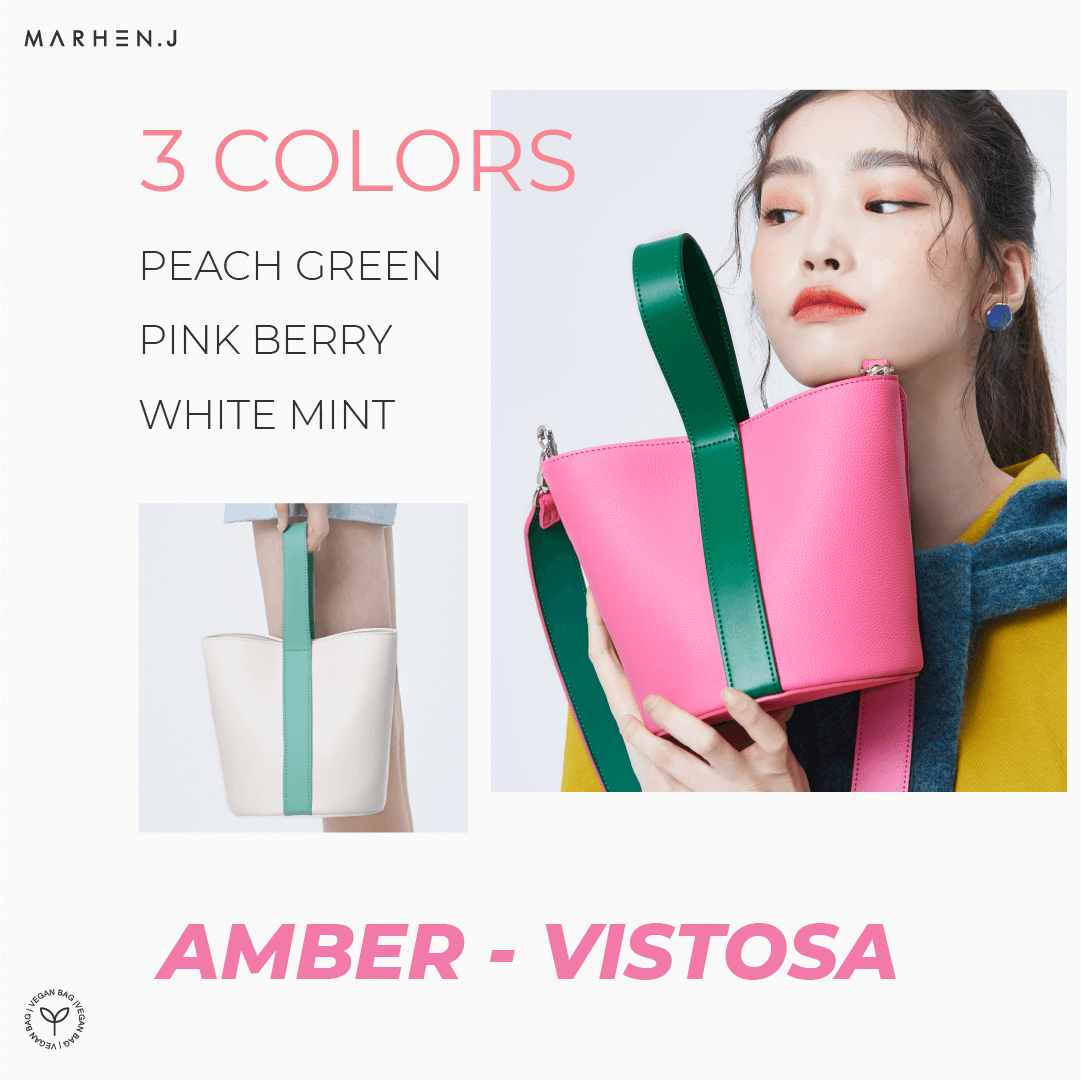 MARHEN.J
3 COLORS
PEACH GREEN
PINK BERRY
WHITE MINT
AMBER - VISTOSA
VEGAN BAG | VEGAN BAG | VEGAN BAG |